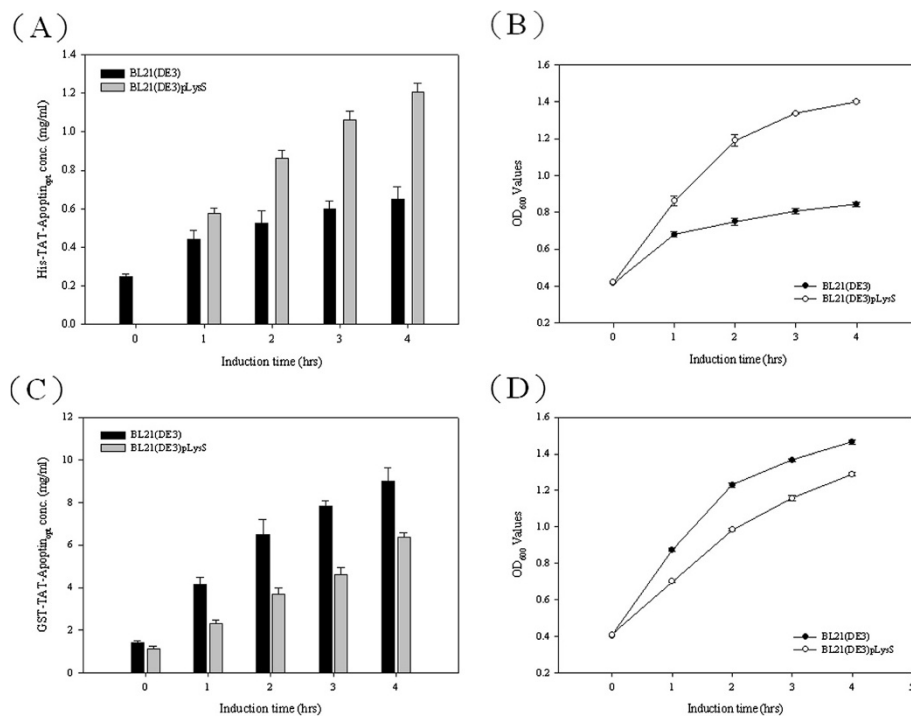 (A)
1.4
1.2
1.0
0.8
0.6
0.4
0.2
0.0
His-TAT-Apoptin_opt conc. (mg/ml)
BL21(DE3)
BL21(DE3)pLysS
0 1 2 3 4
Induction time (hrs)
(B)
1.6
1.4
1.2
1.0
0.8
0.6
0.4
0.2
OD600 Values
BL21(DE3)
BL21(DE3)pLysS
0 1 2 3 4
Induction time (hrs)
(C)
12
10
8
6
4
2
0
GST-TAT-Apoptin_opt conc. (mg/ml)
BL21(DE3)
BL21(DE3)pLysS
0 1 2 3 4
Induction time (hrs)
(D)
1.6
1.4
1.2
1.0
0.8
0.6
0.4
0.2
OD600 Values
BL21(DE3)
BL21(DE3)pLysS
0 1 2 3 4
Induction time (hrs)